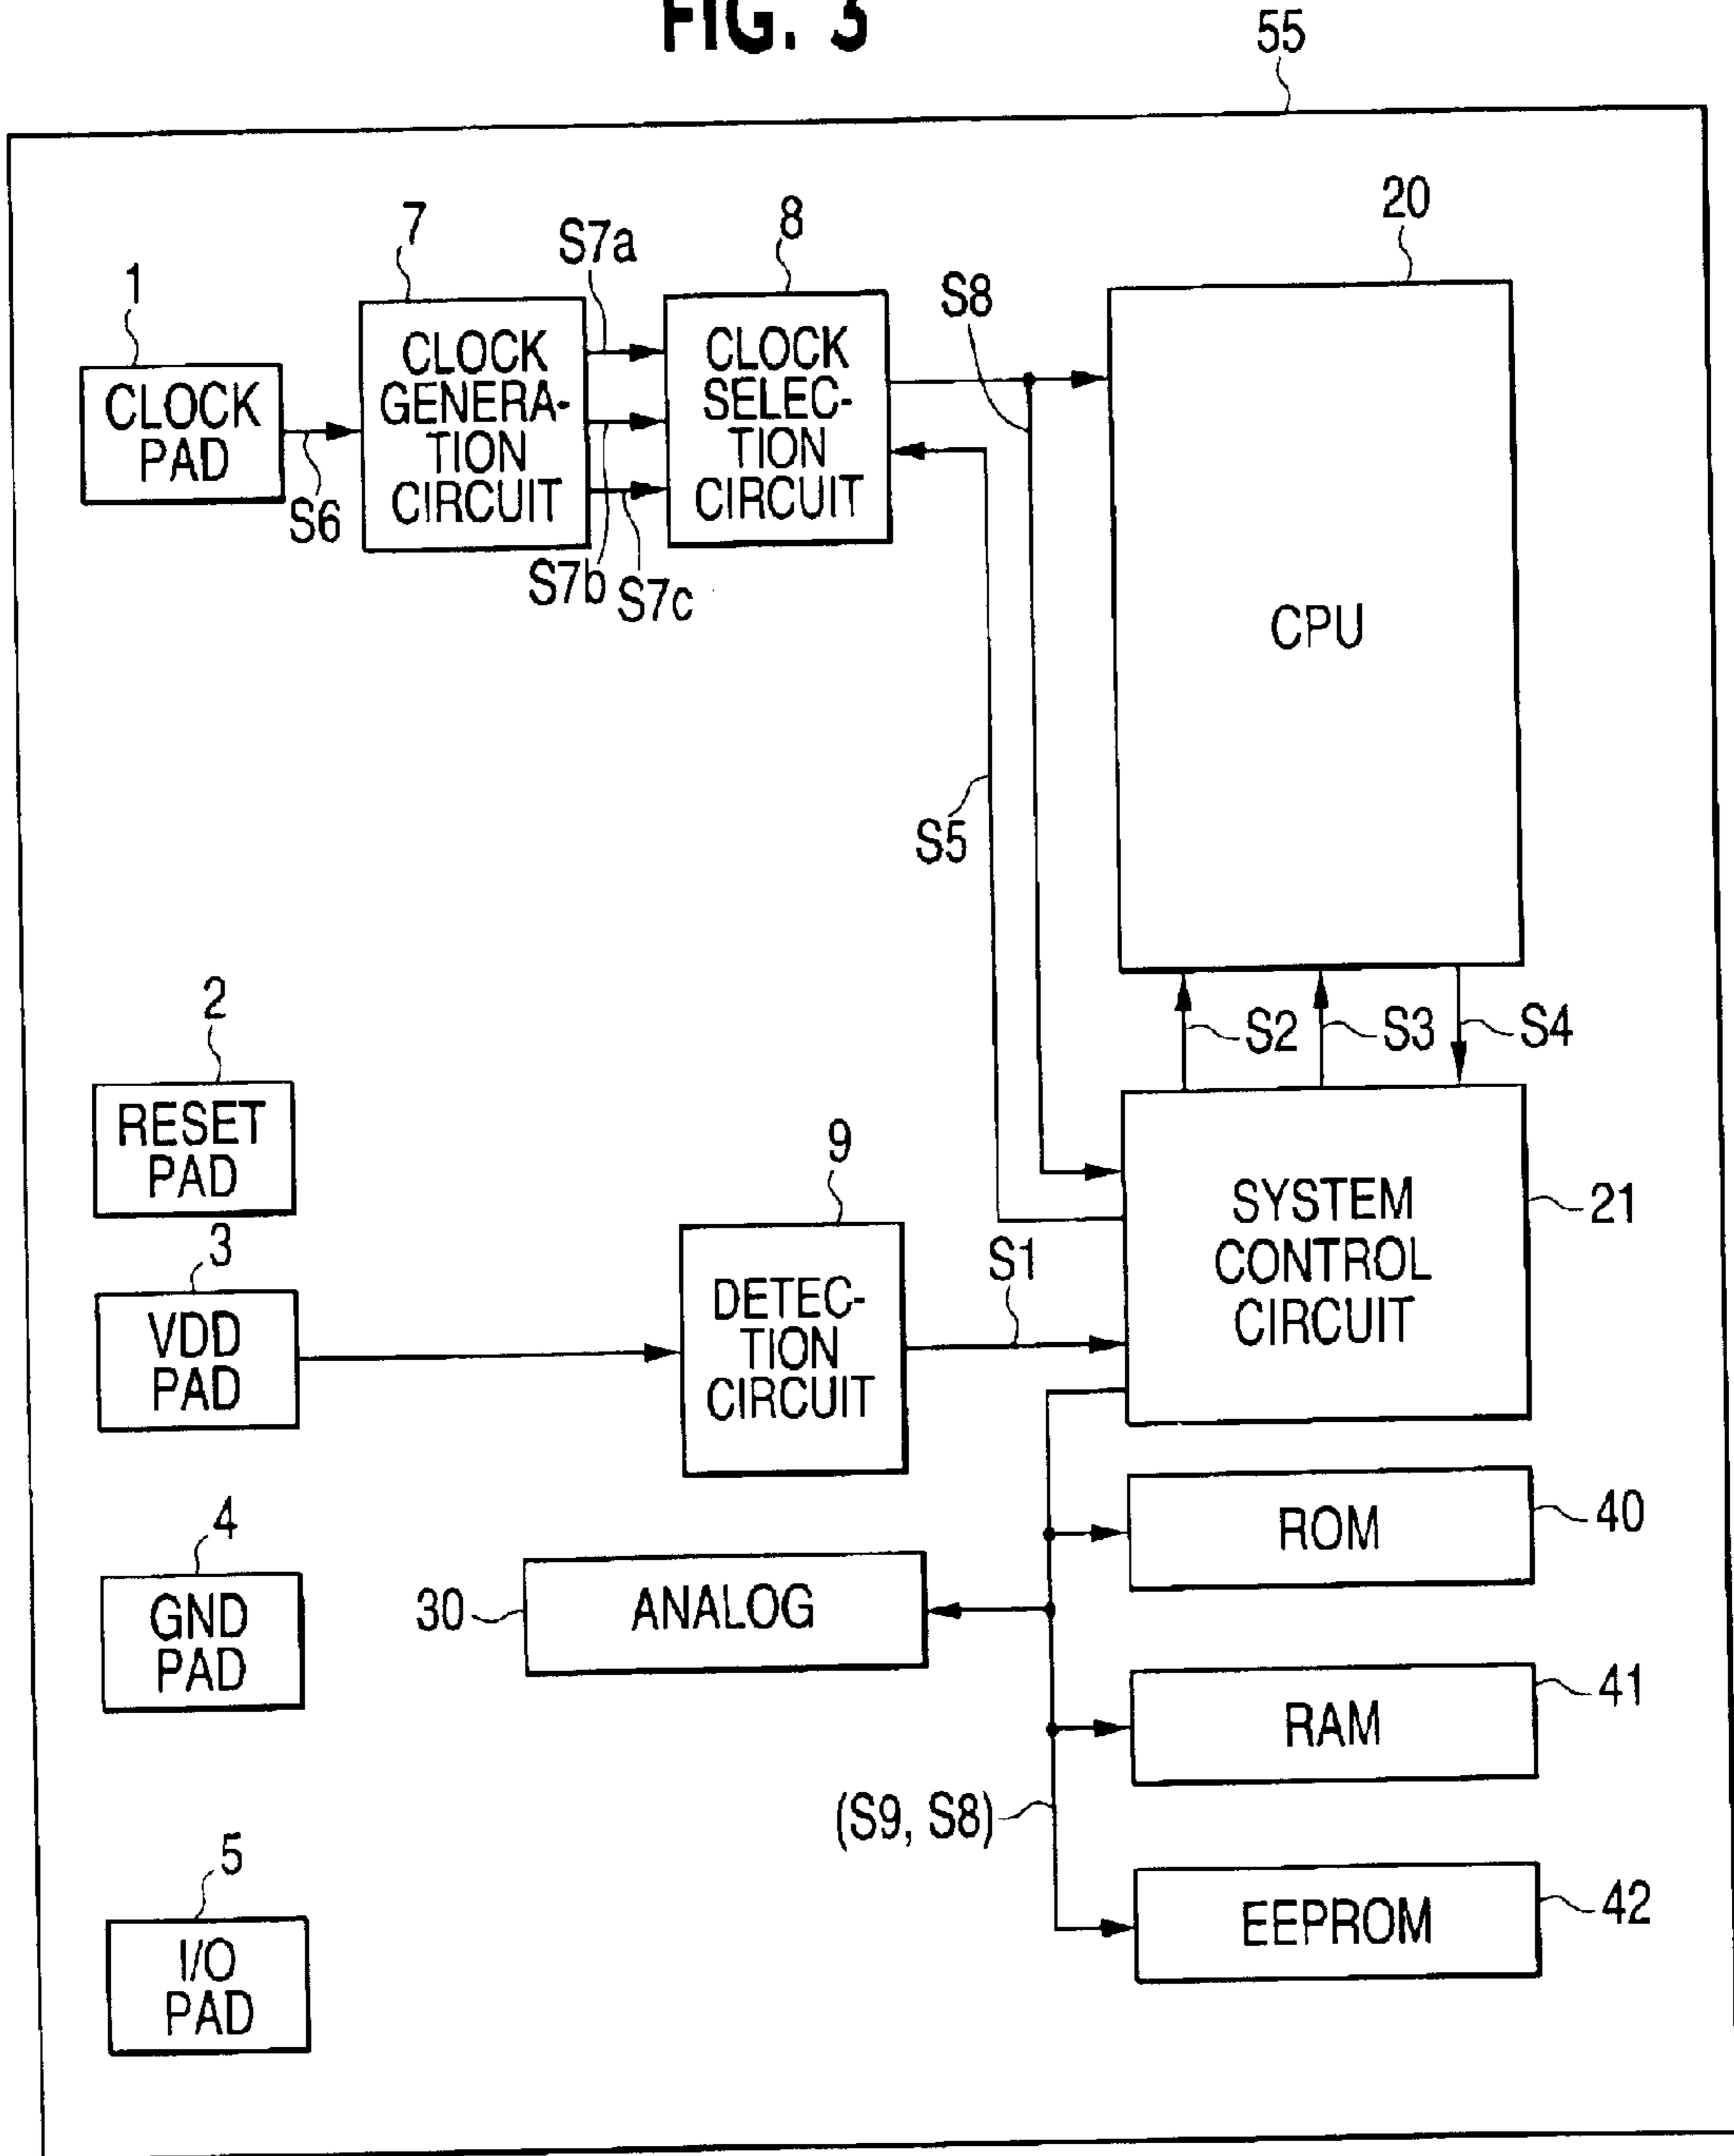 FIG. 3
55
20
7
S7a
8
S8
1
CLOCK
PAD
CLOCK
GENERA-
TION
CIRCUIT
CLOCK
SELEC-
TION
CIRCUIT
S6
S7b
S7c
CPU
S5
2
S2
S3
S4
RESET
PAD
9
SYSTEM
CONTROL
CIRCUIT
21
3
S1
VDD
PAD
DETEC-
TION
CIRCUIT
4
ROM
40
GND
PAD
30
ANALOG
41
RAM
(S9, S8)
5
42
EEPROM
I/O
PAD